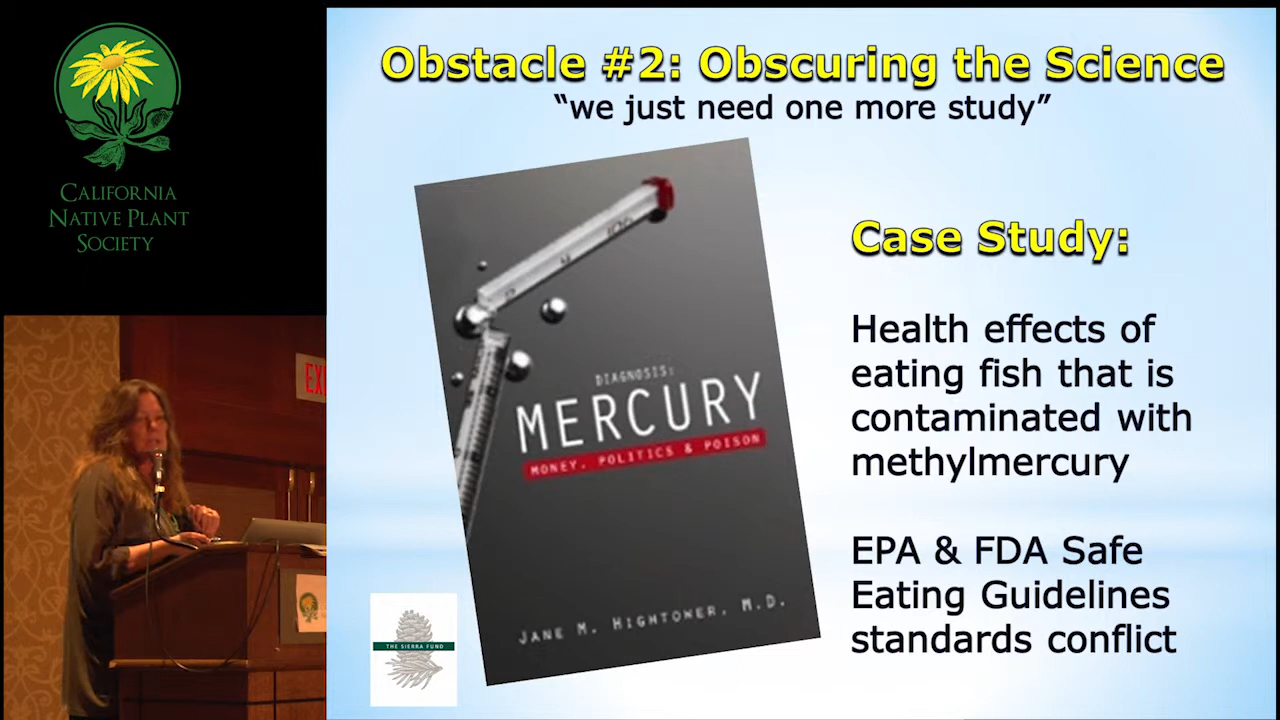 CALIFORNIA
NATIVE PLANT
SOCIETY
Obstacle #2: Obscuring the Science
“we just need one more study”
DIAGNOSIS:
MERCURY
MONEY, POLITICS & POISON
JANE M. HIGHTOWER, M.D.
THE SIERRA FUND
Case Study:
Health effects of
eating fish that is
contaminated with
methylmercury
EPA & FDA Safe
Eating Guidelines
standards conflict
EX